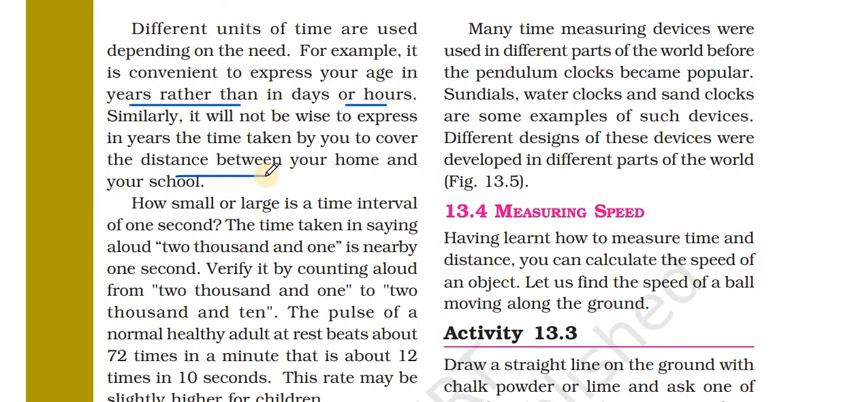 Different units of time are used
depending on the need. For example, it
is convenient to express your age in
years rather than in days or hours.
Similarly, it will not be wise to express
in years the time taken by you to cover
the distance between your home and
your school.
How small or large is a time interval
of one second? The time taken in saying
aloud “two thousand and one” is nearby
one second. Verify it by counting aloud
from "two thousand and one" to "two
thousand and ten". The pulse of a
normal healthy adult at rest beats about
72 times in a minute that is about 12
times in 10 seconds. This rate may be
slightly higher for children.
Many time measuring devices were
used in different parts of the world before
the pendulum clocks became popular.
Sundials, water clocks and sand clocks
are some examples of such devices.
Different designs of these devices were
developed in different parts of the world
(Fig. 13.5).
13.4 MEASURING SPEED
Having learnt how to measure time and
distance, you can calculate the speed of
an object. Let us find the speed of a ball
moving along the ground.
Activity 13.3
Draw a straight line on the ground with
chalk powder or lime and ask one of